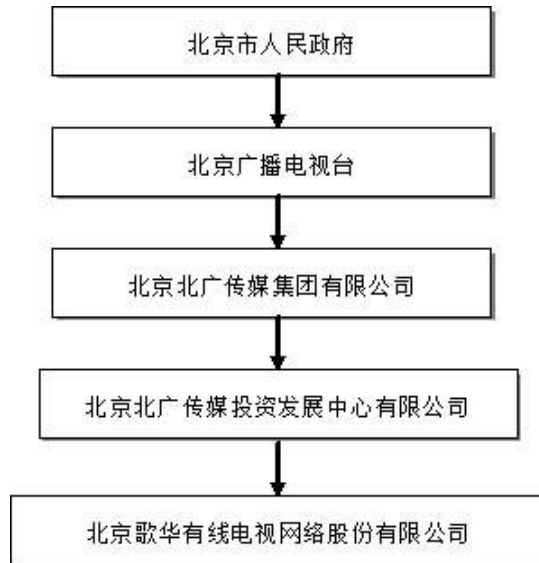 北京市人民政府
北京广播电视台
北京北广传媒集团有限公司
北京北广传媒投资发展中心有限公司
北京歌华有线电视网络股份有限公司